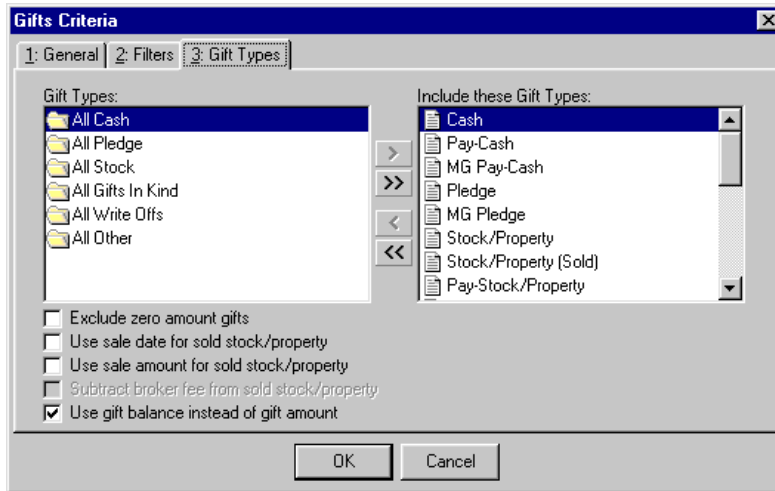 Gifts Criteria
1: General 2: Filters 3: Gift Types
Gift Types:
All Cash
All Pledge
All Stock
All Gifts In Kind
All Write Offs
All Other
>
>>
<
<<
Include these Gift Types:
Cash
Pay-Cash
MG Pay-Cash
Pledge
MG Pledge
Stock/Property
Stock/Property (Sold)
Pay-Stock/Property
Exclude zero amount gifts
Use sale date for sold stock/property
Use sale amount for sold stock/property
Subtract broker fee from sold stock/property
Use gift balance instead of gift amount
OK Cancel